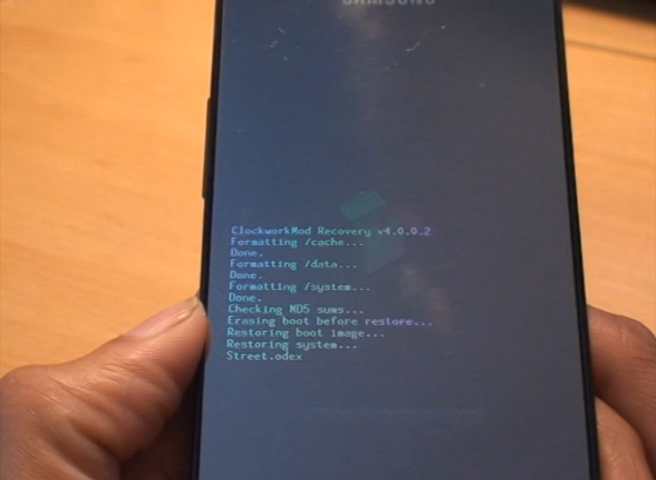 SAMSUNG
ClockworkMod Recovery v4.0.0.2
Formatting /cache...
Done.
Formatting /data...
Done.
Formatting /system...
Done.
Checking MD5 sums...
Erasing boot before restore...
Restoring boot image...
Restoring system...
Street.odex